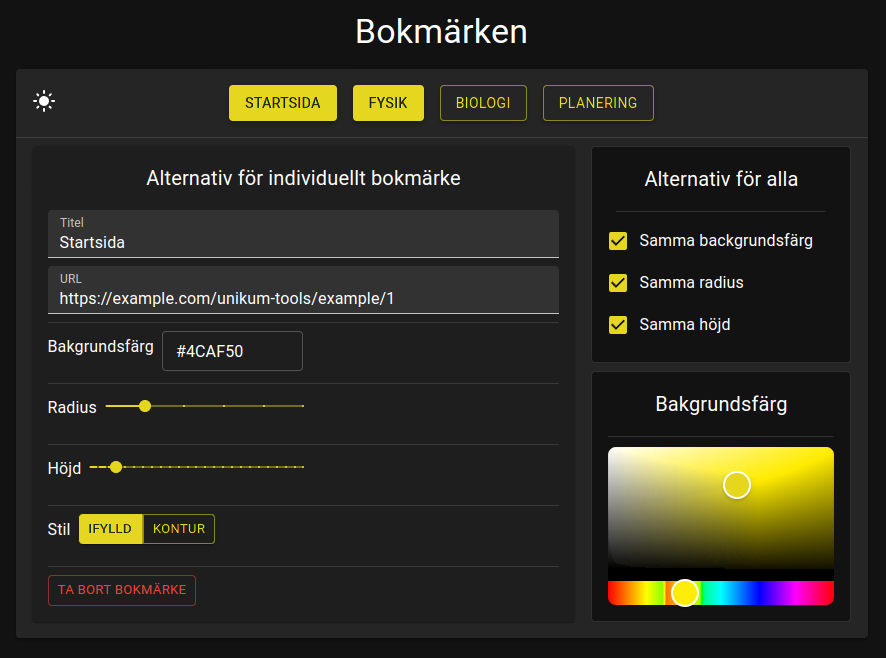 Bokmärken
STARTSIDA FYSIK BIOLOGI PLANERING
Alternativ för individuellt bokmärke
Titel
Startsida
URL
https://example.com/unikum-tools/example/1
Bakgrundsfärg #4CAF50
Radius
Höjd
Stil IFYLLD KONTUR
TA BORT BOKMÄRKE
Alternativ för alla
Samma backgrundsfärg
Samma radius
Samma höjd
Bakgrundsfärg